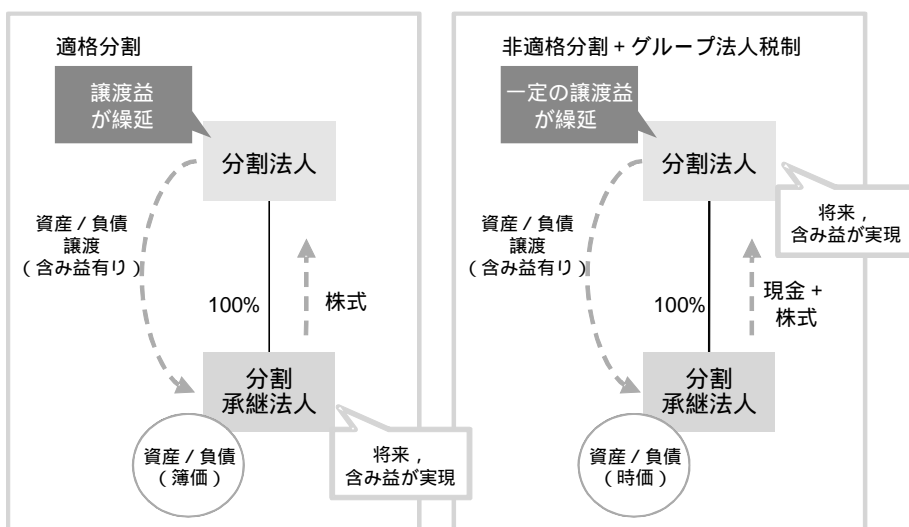 適格分割
譲渡益
が繰延
分割法人
資産 / 負債
譲渡
（含み益有り）
100%
株式
分割
承継法人
資産 / 負債
（簿価）
将来，
含み益が実現
非適格分割 + グループ法人税制
一定の譲渡益
が繰延
分割法人
将来，
含み益が実現
資産 / 負債
譲渡
（含み益有り）
100%
現金 +
株式
分割
承継法人
資産 / 負債
（時価）